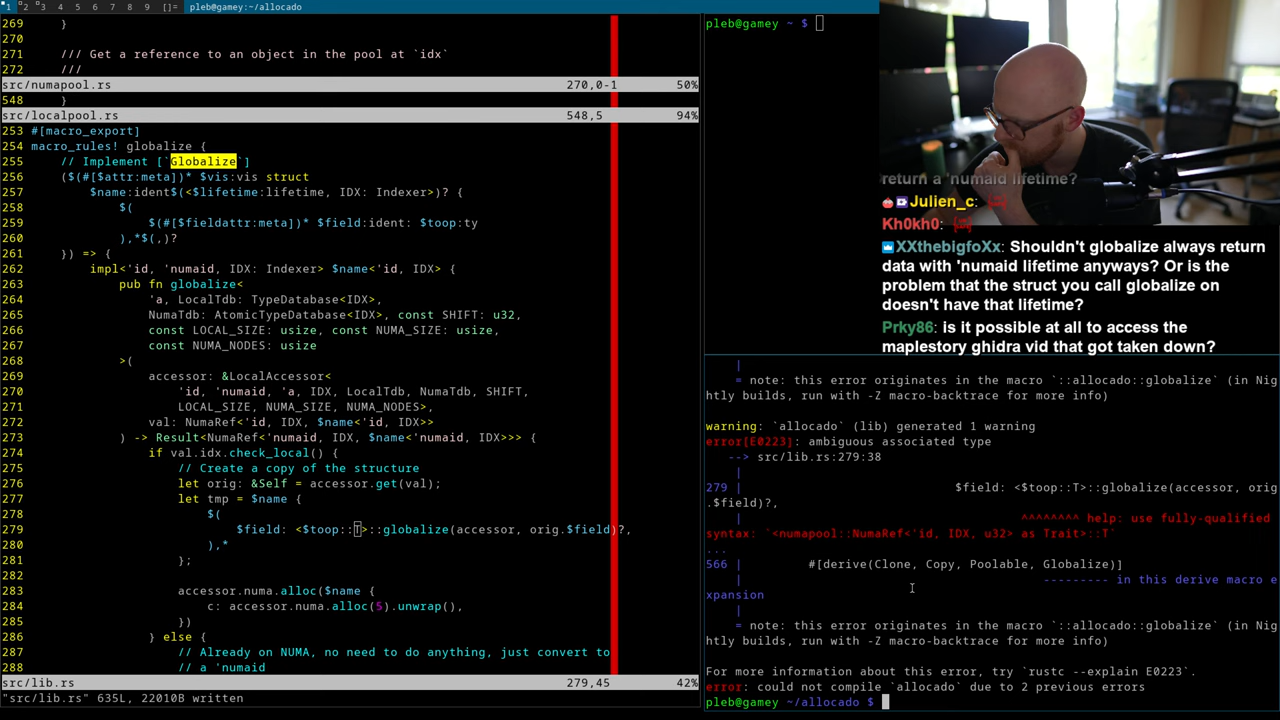 1 2 3 4 5 6 7 8 9 []= pleb@gamey:~/allocado
269 }
270
271 /// Get a reference to an object in the pool at `idx`
272 ///
src/numapool.rs 270,0-1 50%
548 }
src/localpool.rs 548,5 94%
253 #[macro_export]
254 macro_rules! globalize {
255 // Implement [`Globalize`]
256 ($(#[$attr:meta])* $vis:vis struct
257 $name:ident$(<$lifetime:lifetime, IDX: Indexer>)? {
258 $(
259 $(#[$fieldattr:meta])* $field:ident: $toop:ty
260 ),*$(,)?
261 }) => {
262 impl<'id, 'numaid, IDX: Indexer> $name<'id, IDX> {
263 pub fn globalize<
264 'a, LocalTdb: TypeDatabase<IDX>,
265 NumaTdb: AtomicTypeDatabase<IDX>, const SHIFT: u32,
266 const LOCAL_SIZE: usize, const NUMA_SIZE: usize,
267 const NUMA_NODES: usize
268 >(
269 accessor: &LocalAccessor<
270 'id, 'numaid, 'a, IDX, LocalTdb, NumaTdb, SHIFT,
271 LOCAL_SIZE, NUMA_SIZE, NUMA_NODES>,
272 val: NumaRef<'id, IDX, $name<'id, IDX>>
273 ) -> Result<NumaRef<'numaid, IDX, $name<'numaid, IDX>>> {
274 if val.idx.check_local() {
275 // Create a copy of the structure
276 let orig: &Self = accessor.get(val);
277 let tmp = $name {
278 $(
279 $field: <$toop::T>::globalize(accessor, orig.$field)?,
280 ),*
281 };
282
283 accessor.numa.alloc($name {
284 c: accessor.numa.alloc(5).unwrap(),
285 })
286 } else {
287 // Already on NUMA, no need to do anything, just convert to
288 // a 'numaid
src/lib.rs 279,45 42%
"src/lib.rs" 635L, 22010B written
pleb@gamey ~ $
return a 'numaid lifetime?
Julien_c:
Kh0kh0:
XXthebigfoXx: Shouldn't globalize always return
data with 'numaid lifetime anyways? Or is the
problem that the struct you call globalize on
doesn't have that lifetime?
Prky86: is it possible at all to access the
maplestory ghidra vid that got taken down?
|
= note: this error originates in the macro `::allocado::globalize` (in Nig
htly builds, run with -Z macro-backtrace for more info)
warning: `allocado` (lib) generated 1 warning
error[E0223]: ambiguous associated type
--> src/lib.rs:279:38
|
279 | $field: <$toop::T>::globalize(accessor, orig
.$field)?,
| ^^^^^^^^ help: use fully-qualified
syntax: `<numapool::NumaRef<'id, IDX, u32> as Trait>::T`
...
566 | #[derive(Clone, Copy, Poolable, Globalize)]
| --------- in this derive macro e
xpansion
|
= note: this error originates in the macro `::allocado::globalize` (in Nig
htly builds, run with -Z macro-backtrace for more info)
For more information about this error, try `rustc --explain E0223`.
error: could not compile `allocado` due to 2 previous errors
pleb@gamey ~/allocado $